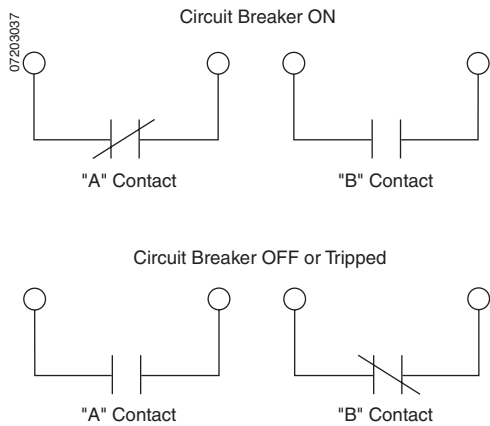 07203037
Circuit Breaker ON
"A" Contact
"B" Contact
Circuit Breaker OFF or Tripped
"A" Contact
"B" Contact